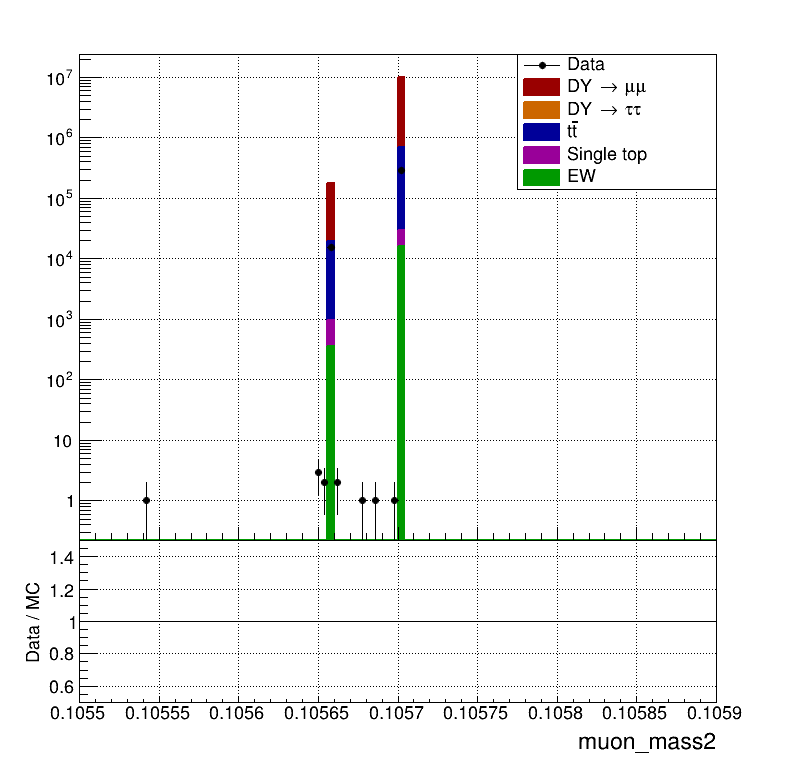 Data
DY → μμ
DY → ττ
tt̄
Single top
EW
10⁷
10⁶
10⁵
10⁴
10³
10²
10
1
Data / MC
1.4
1.2
1
0.8
0.6
0.1055 0.10555 0.1056 0.10565 0.1057 0.10575 0.1058 0.10585 0.1059
muon_mass2